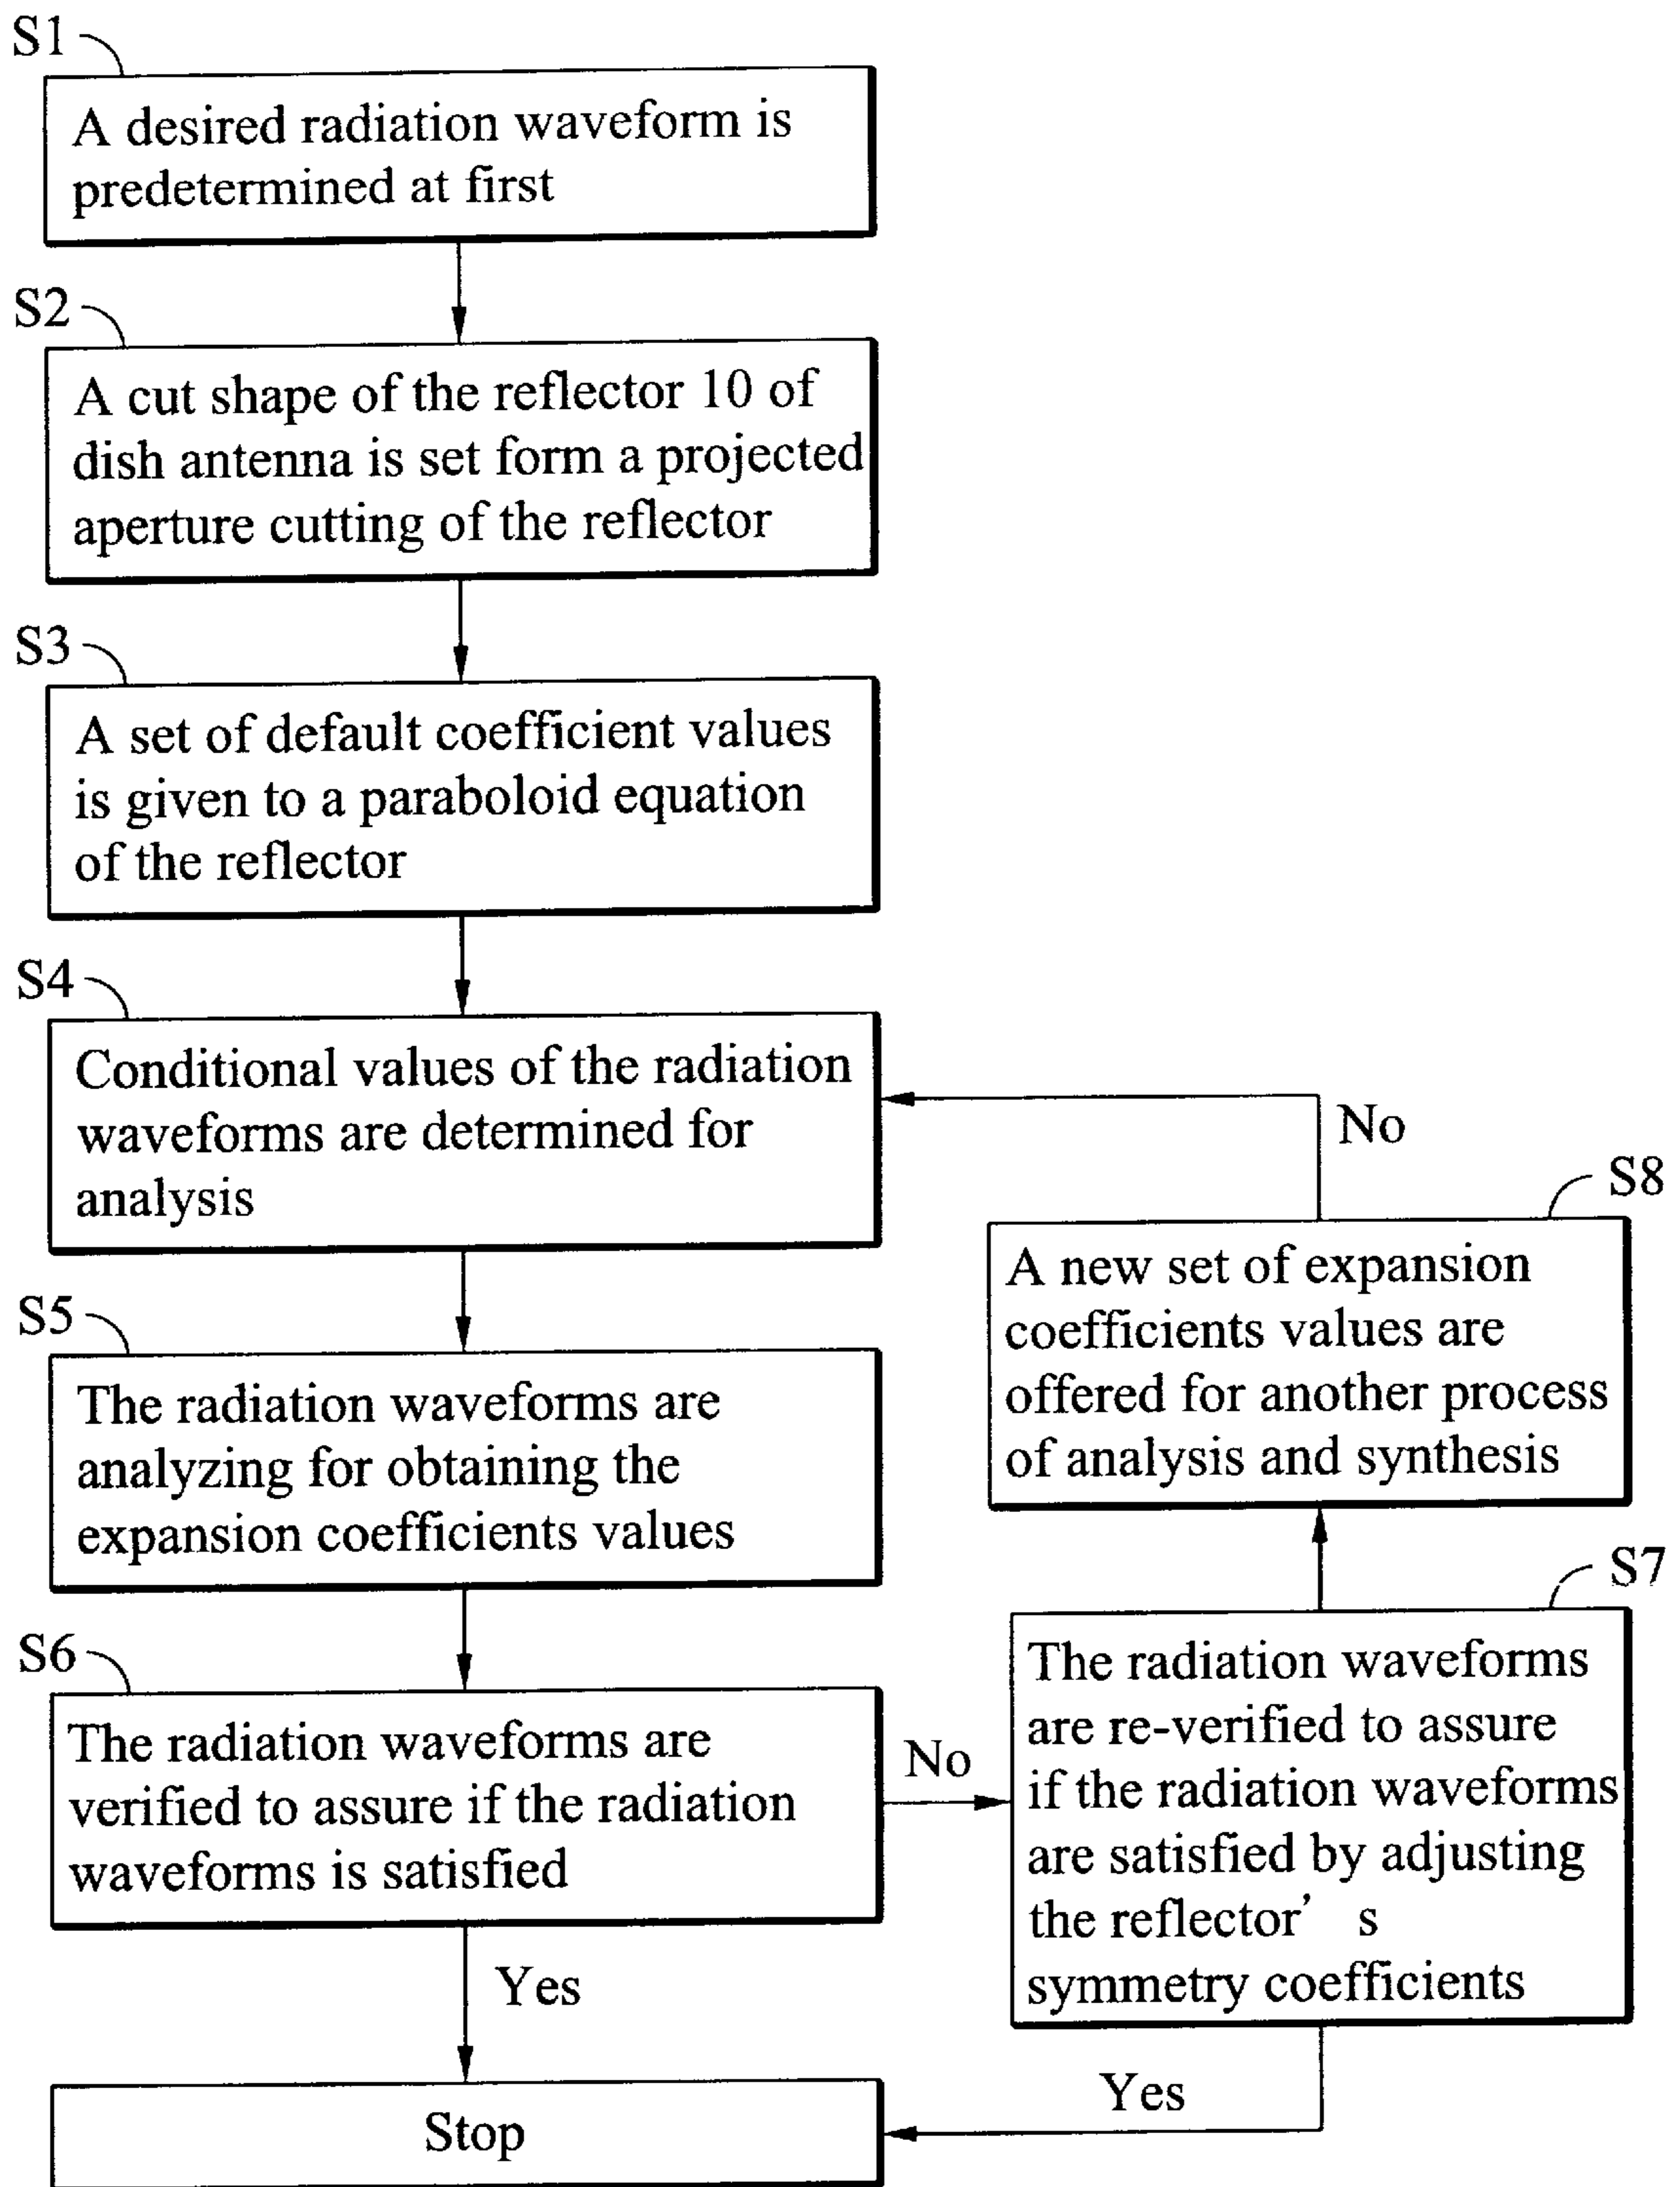 S1
A desired radiation waveform is
predetermined at first
S2
A cut shape of the reflector 10 of
dish antenna is set form a projected
aperture cutting of the reflector
S3
A set of default coefficient values
is given to a paraboloid equation
of the reflector
S4
Conditional values of the radiation
waveforms are determined for
analysis
No
S8
A new set of expansion
coefficients values are
offered for another process
of analysis and synthesis
S5
The radiation waveforms are
analyzing for obtaining the
expansion coefficients values
S6
The radiation waveforms are
verified to assure if the radiation
waveforms is satisfied
No
S7
The radiation waveforms
are re-verified to assure
if the radiation waveforms
are satisfied by adjusting
the reflector' s
symmetry coefficients
Yes
Yes
Stop